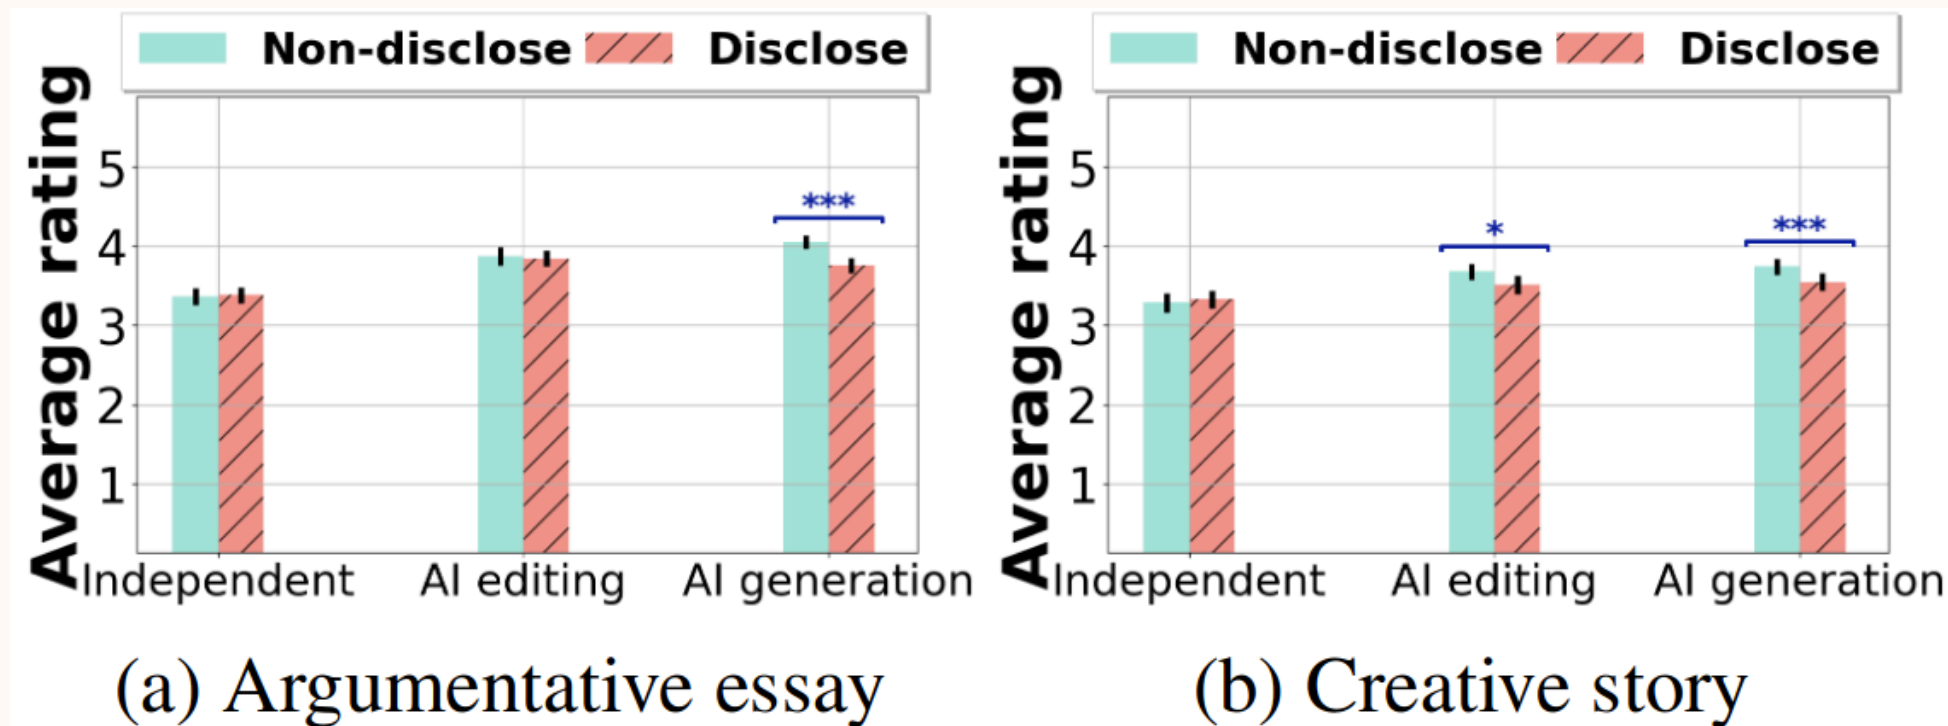 Non-disclose Disclose
Average rating
5
4
3
2
1
***
Independent AI editing AI generation
(a) Argumentative essay
Non-disclose Disclose
Average rating
5
4
3
2
1
*
***
Independent AI editing AI generation
(b) Creative story